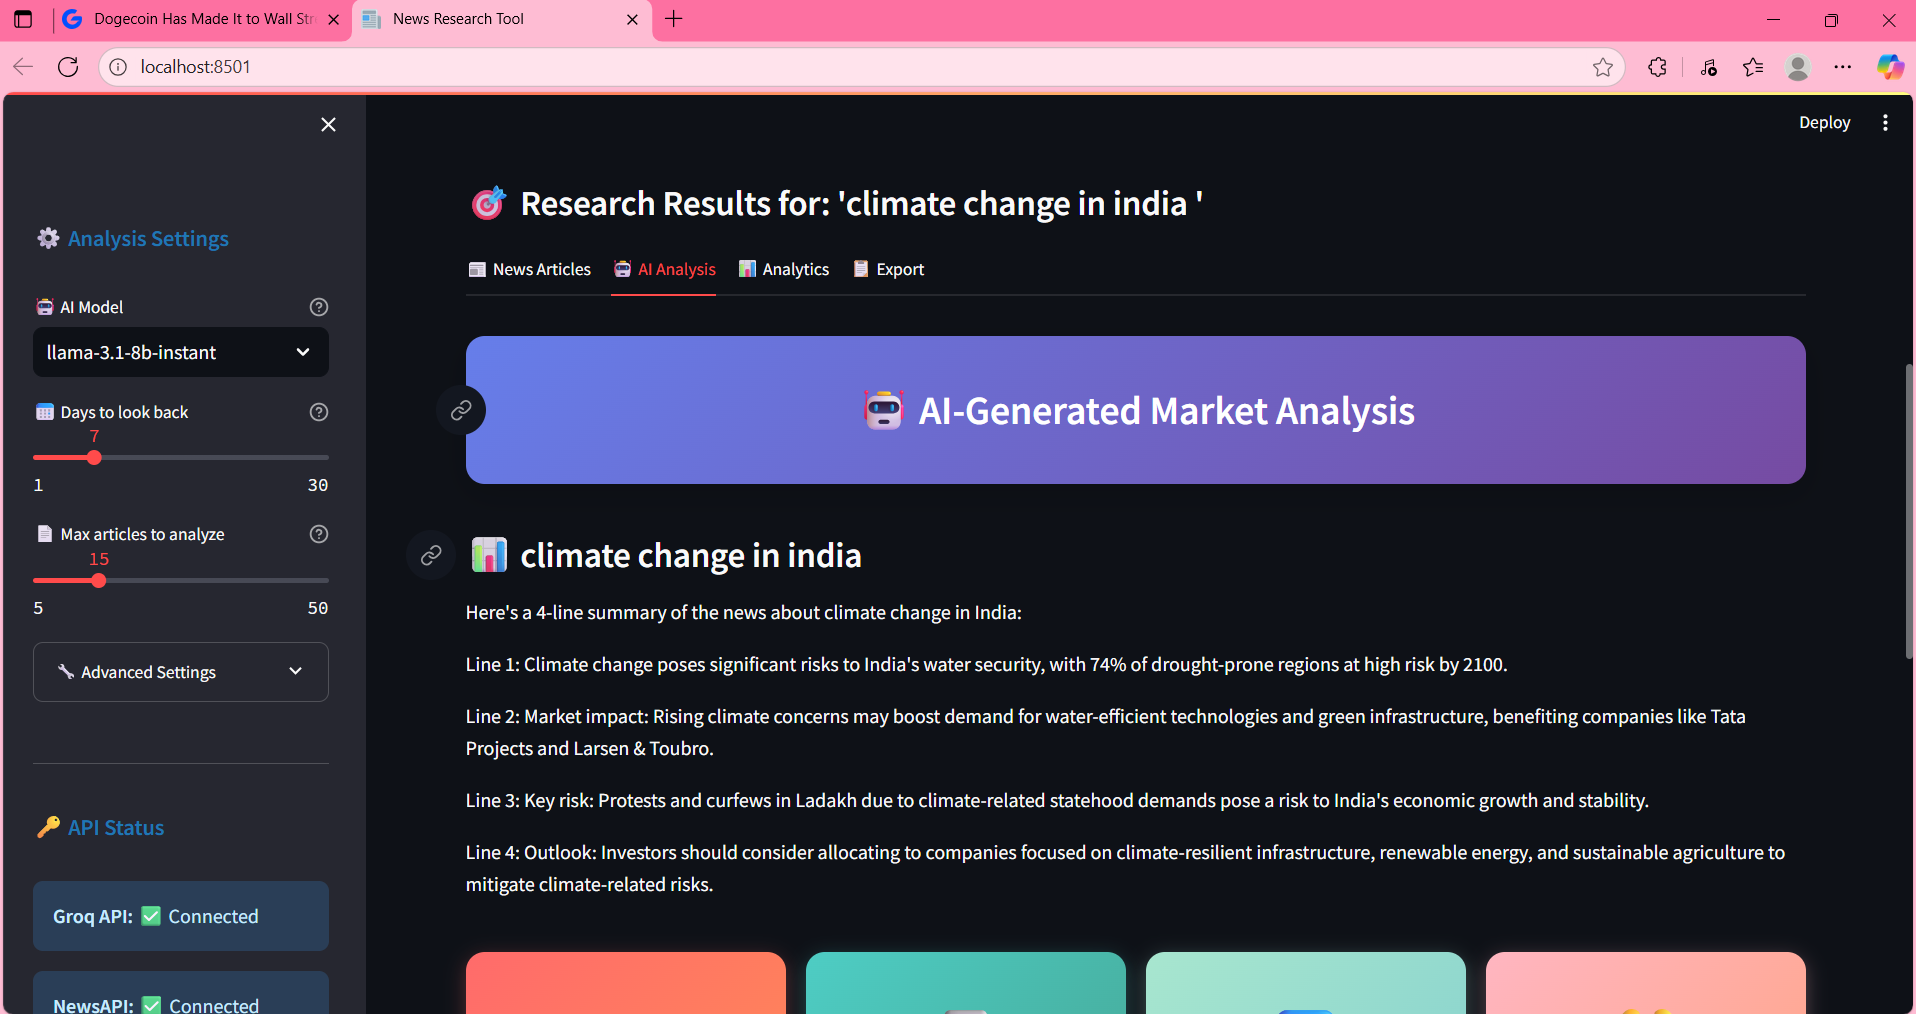 Dogecoin Has Made It to Wall Str
News Research Tool
localhost:8501
Deploy
Analysis Settings
AI Model
llama-3.1-8b-instant
Days to look back
7
1 30
Max articles to analyze
15
5 50
Advanced Settings
API Status
Groq API: ✅ Connected
NewsAPI: ✅ Connected
Research Results for: 'climate change in india '
News Articles AI Analysis Analytics Export
AI-Generated Market Analysis
climate change in india
Here's a 4-line summary of the news about climate change in India:
Line 1: Climate change poses significant risks to India's water security, with 74% of drought-prone regions at high risk by 2100.
Line 2: Market impact: Rising climate concerns may boost demand for water-efficient technologies and green infrastructure, benefiting companies like Tata
Projects and Larsen & Toubro.
Line 3: Key risk: Protests and curfews in Ladakh due to climate-related statehood demands pose a risk to India's economic growth and stability.
Line 4: Outlook: Investors should consider allocating to companies focused on climate-resilient infrastructure, renewable energy, and sustainable agriculture to
mitigate climate-related risks.